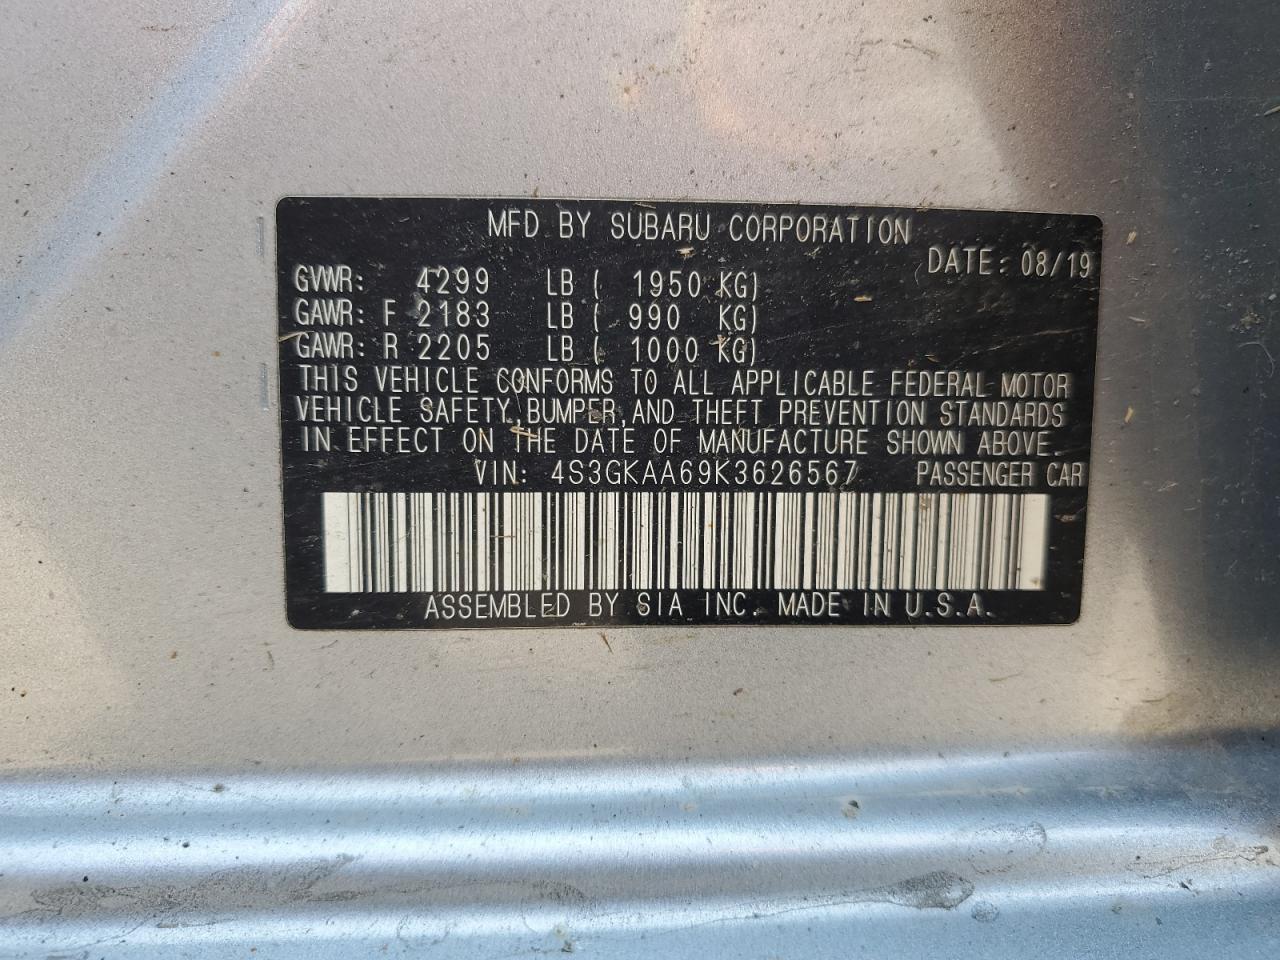 MFD BY SUBARU CORPORATION
DATE: 08/19
GVWR: 4299 LB ( 1950 KG)
GAWR: F 2183 LB ( 990 KG)
GAWR: R 2205 LB ( 1000 KG)
THIS VEHICLE CONFORMS TO ALL APPLICABLE FEDERAL MOTOR
VEHICLE SAFETY, BUMPER, AND THEFT PREVENTION STANDARDS
IN EFFECT ON THE DATE OF MANUFACTURE SHOWN ABOVE.
VIN: 4S3GKAA69K3626567 PASSENGER CAR
ASSEMBLED BY SIA INC. MADE IN U.S.A.